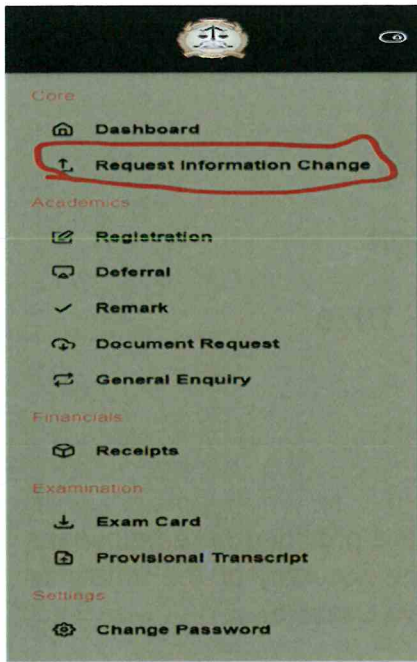 Core
Dashboard
Request Information Change
Academics
Registration
Deferral
Remark
Document Request
General Enquiry
Financials
Receipts
Examination
Exam Card
Provisional Transcript
Settings
Change Password